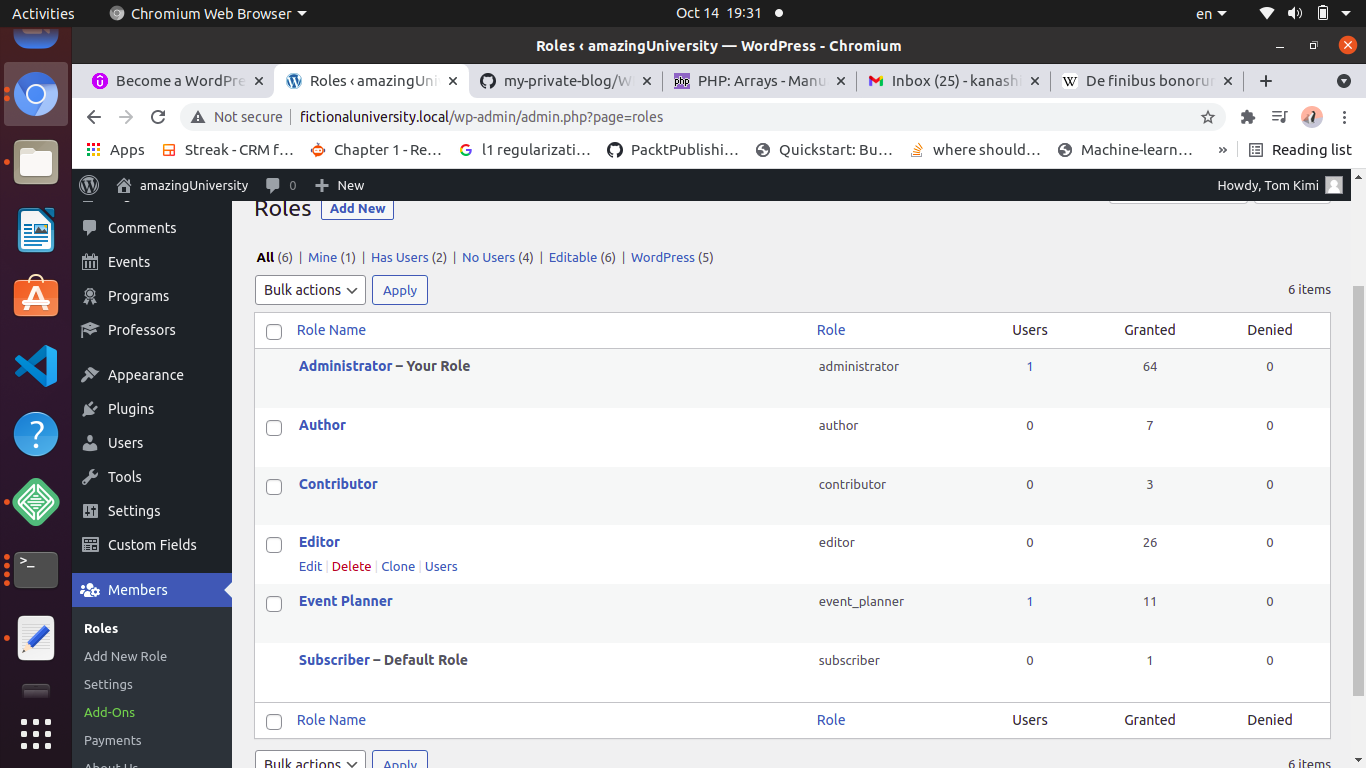 Activities Chromium Web Browser Oct 14 19:31 en
Roles ‹ amazingUniversity — WordPress - Chromium
Become a WordPre Roles ‹ amazingUni my-private-blog/W PHP: Arrays - Manu Inbox (25) - kanashi De finibus bonorum
Not secure fictionaluniversity.local/wp-admin/admin.php?page=roles
Apps Streak - CRM f… Chapter 1 - Re… l1 regularizati… PacktPublishi… Quickstart: Bu… where should… Machine-learn… » Reading list
amazingUniversity 0 New Howdy, Tom Kimi
Comments
Events
Programs
Professors
Appearance
Plugins
Users
Tools
Settings
Custom Fields
Members
Roles
Add New Role
Settings
Add-Ons
Payments
About Us
Roles Add New
All (6) | Mine (1) | Has Users (2) | No Users (4) | Editable (6) | WordPress (5)
Bulk actions Apply 6 items
Role Name Role Users Granted Denied
Administrator – Your Role administrator 1 64 0
Author author 0 7 0
Contributor contributor 0 3 0
Editor editor 0 26 0
Edit | Delete | Clone | Users
Event Planner event_planner 1 11 0
Subscriber – Default Role subscriber 0 1 0
Role Name Role Users Granted Denied
Bulk actions Apply 6 items